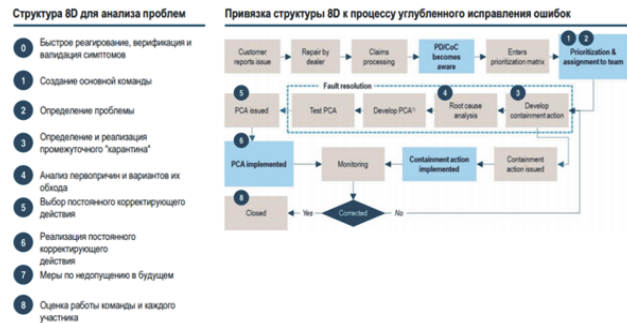 Структура 8D для анализа проблем
0 Быстрое реагирование, верификация и
валидация симптомов
1 Создание основной команды
2 Определение проблемы
3 Определение и реализация
промежуточного "карантина"
4 Анализ первопричин и вариантов их
обхода
5 Выбор постоянного корректирующего
действия
6 Реализация постоянного
корректирующего
действия
7 Меры по недопущению в будущем
8 Оценка работы команды и каждого
участника
Привязка структуры 8D к процессу углубленного исправления ошибок
Customer
reports issue
Repair by
dealer
Claims
processing
PD/CoC
becomes
aware
Enters
prioritization
matrix
1 2
Prioritization &
assignment to
team
Fault resolution
5
PCA issued
Test PCA
Develop PCA¹⁾
4
Root cause
analysis
3
Develop
containment
action
6
PCA
implemented
Monitoring
Containment
action
implemented
Containment
action issued
8
Closed
Yes
Corrected
No